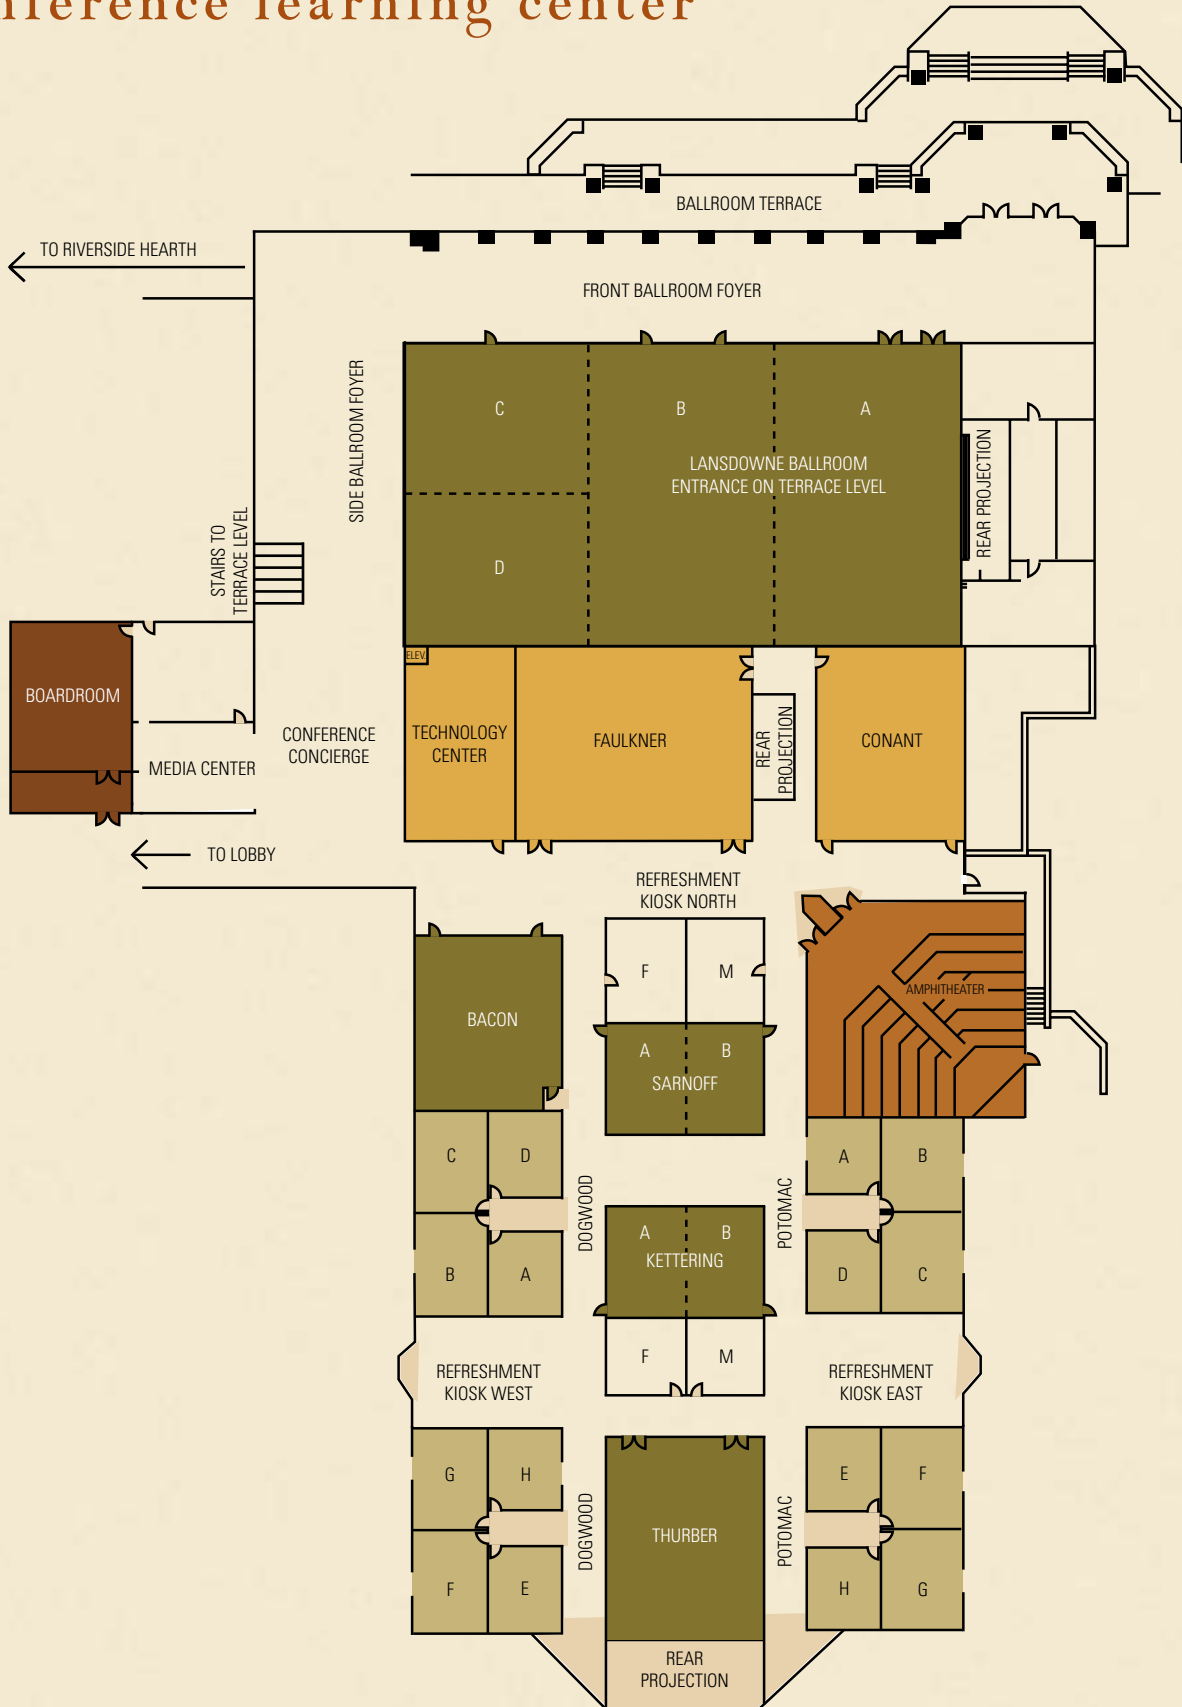 nference learning center
BALLROOM TERRACE
TO RIVERSIDE HEARTH
FRONT BALLROOM FOYER
SIDE BALLROOM FOYER
C
B
A
LANSDOWNE BALLROOM
ENTRANCE ON TERRACE LEVEL
REAR PROJECTION
STAIRS TO
TERRACE LEVEL
D
ELEV.
BOARDROOM
CONFERENCE
CONCIERGE
TECHNOLOGY
CENTER
FAULKNER
REAR
PROJECTION
CONANT
MEDIA CENTER
TO LOBBY
REFRESHMENT
KIOSK NORTH
F
M
AMPHITHEATER
BACON
A
B
SARNOFF
C
D
DOGWOOD
POTOMAC
A
B
A
B
KETTERING
B
A
D
C
F
M
REFRESHMENT
KIOSK WEST
REFRESHMENT
KIOSK EAST
G
H
E
F
DOGWOOD
THURBER
POTOMAC
F
E
H
G
REAR
PROJECTION